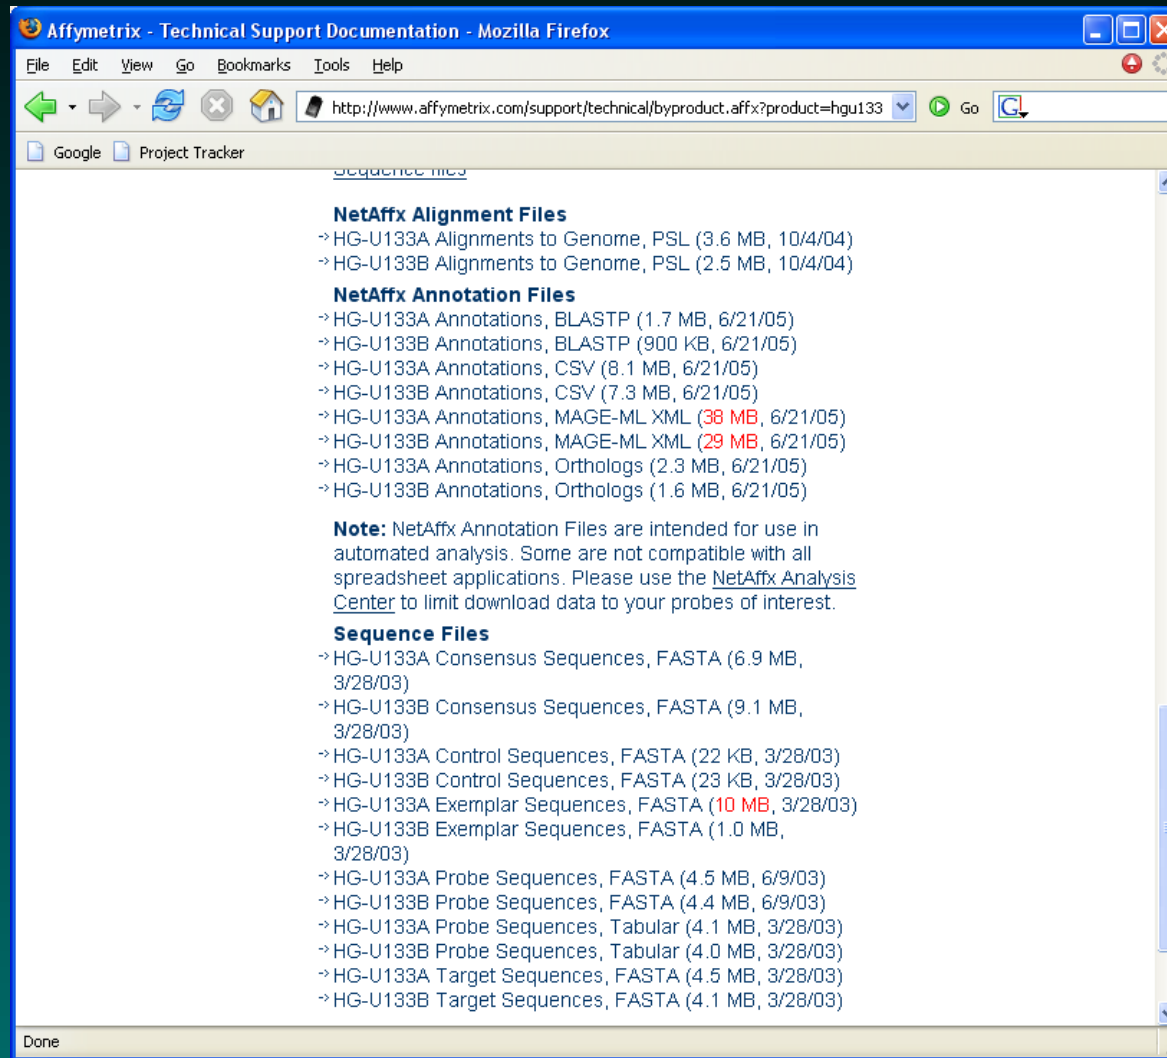 Affymetrix - Technical Support Documentation - Mozilla Firefox
File Edit View Go Bookmarks Tools Help
http://www.affymetrix.com/support/technical/byproduct.affx?product=hgu133 Go G
Google Project Tracker
Sequence files
NetAffx Alignment Files
HG-U133A Alignments to Genome, PSL (3.6 MB, 10/4/04)
HG-U133B Alignments to Genome, PSL (2.5 MB, 10/4/04)
NetAffx Annotation Files
HG-U133A Annotations, BLASTP (1.7 MB, 6/21/05)
HG-U133B Annotations, BLASTP (900 KB, 6/21/05)
HG-U133A Annotations, CSV (8.1 MB, 6/21/05)
HG-U133B Annotations, CSV (7.3 MB, 6/21/05)
HG-U133A Annotations, MAGE-ML XML (38 MB, 6/21/05)
HG-U133B Annotations, MAGE-ML XML (29 MB, 6/21/05)
HG-U133A Annotations, Orthologs (2.3 MB, 6/21/05)
HG-U133B Annotations, Orthologs (1.6 MB, 6/21/05)
Note: NetAffx Annotation Files are intended for use in
automated analysis. Some are not compatible with all
spreadsheet applications. Please use the NetAffx Analysis
Center to limit download data to your probes of interest.
Sequence Files
HG-U133A Consensus Sequences, FASTA (6.9 MB,
3/28/03)
HG-U133B Consensus Sequences, FASTA (9.1 MB,
3/28/03)
HG-U133A Control Sequences, FASTA (22 KB, 3/28/03)
HG-U133B Control Sequences, FASTA (23 KB, 3/28/03)
HG-U133A Exemplar Sequences, FASTA (10 MB, 3/28/03)
HG-U133B Exemplar Sequences, FASTA (1.0 MB,
3/28/03)
HG-U133A Probe Sequences, FASTA (4.5 MB, 6/9/03)
HG-U133B Probe Sequences, FASTA (4.4 MB, 6/9/03)
HG-U133A Probe Sequences, Tabular (4.1 MB, 3/28/03)
HG-U133B Probe Sequences, Tabular (4.0 MB, 3/28/03)
HG-U133A Target Sequences, FASTA (4.5 MB, 3/28/03)
HG-U133B Target Sequences, FASTA (4.1 MB, 3/28/03)
Done